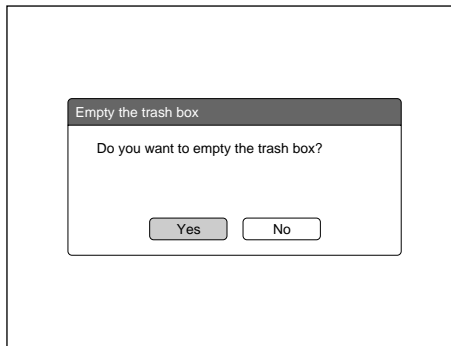 Empty the trash box
Do you want to empty the trash box?
Yes No